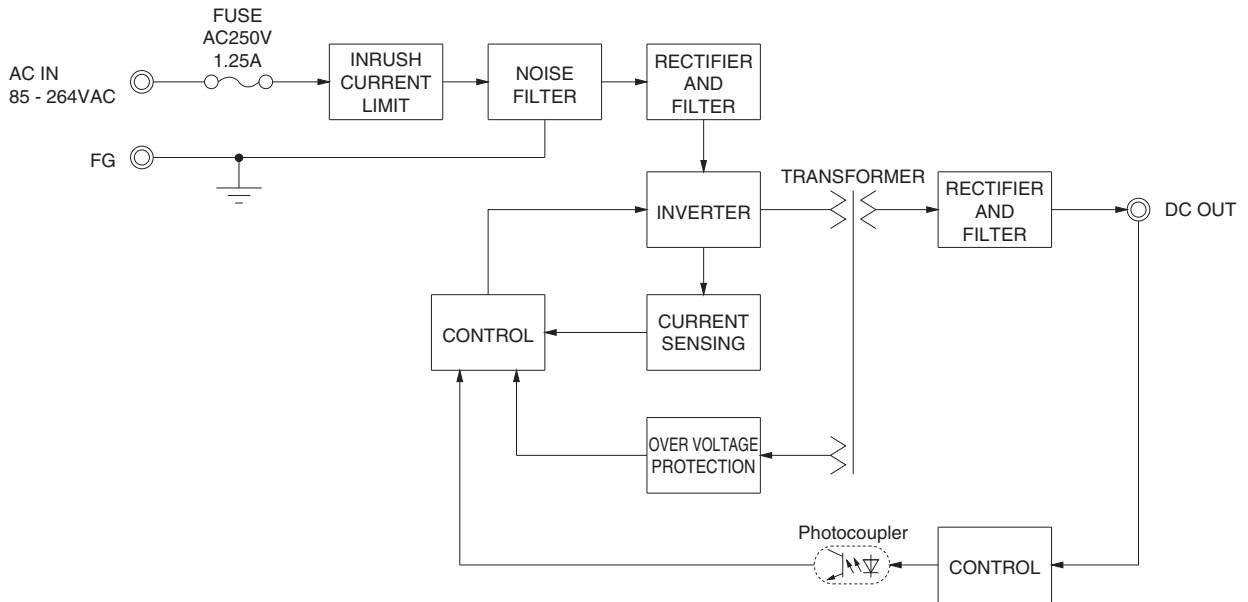 FUSE
AC250V
1.25A
AC IN
85 - 264VAC
INRUSH
CURRENT
LIMIT
NOISE
FILTER
RECTIFIER
AND
FILTER
FG
INVERTER
TRANSFORMER
RECTIFIER
AND
FILTER
DC OUT
CONTROL
CURRENT
SENSING
OVER VOLTAGE
PROTECTION
Photocoupler
CONTROL